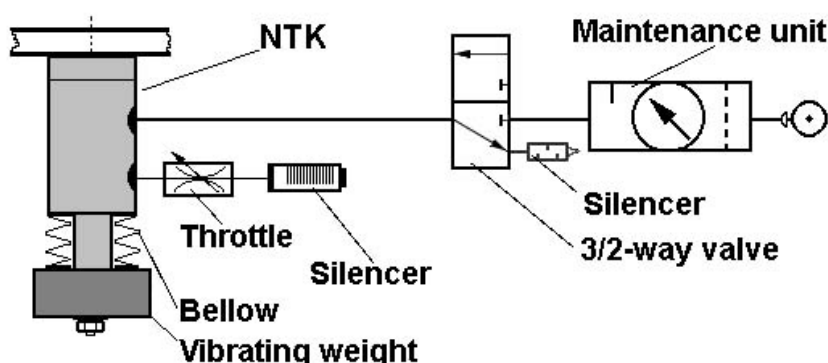 NTK
Maintenance unit
Silencer
3/2-way valve
Throttle
Silencer
Bellow
Vibrating weight